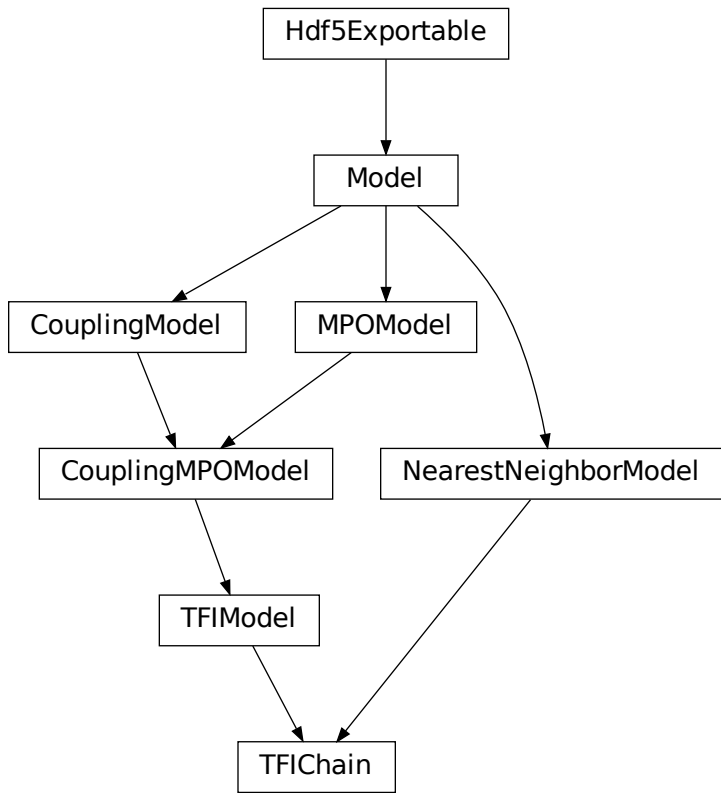 Hdf5Exportable
Model
CouplingModel
MPOModel
CouplingMPOModel
NearestNeighborModel
TFIModel
TFIChain